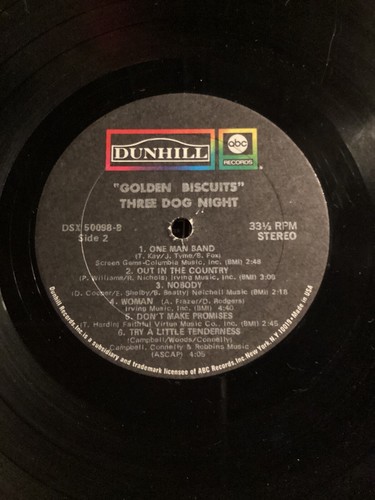 DUNHILL
abc
RECORDS
"GOLDEN BISCUITS"
THREE DOG NIGHT
DSX 50098-B
Side 2
33⅓ RPM
STEREO
1. ONE MAN BAND
(T. Kay/J. Tyme/B. Fox)
Screen Gems-Columbia Music, Inc. (BMI) 2:48
2. OUT IN THE COUNTRY
(P. Williams/R. Nichols) Irving Music, Inc. (BMI) 3:08
3. NOBODY
(D. Cooper/E. Shelby/B. Beatty) Neichell Music (BMI) 2:18
4. WOMAN (A. Frazer/D. Rodgers)
Irving Music, Inc. (BMI) 4:40
5. DON'T MAKE PROMISES
(T. Hardin) Faithful Virtue Music Co., Inc. (BMI) 2:45
6. TRY A LITTLE TENDERNESS
(Campbell/Woods/Connelly)
Campbell, Connelly & Robbins Music
(ASCAP) 4:05
Dunhill Records, Inc. is a subsidiary and trademark licensee of ABC Records, Inc. New York, N.Y. 10019 • Made in USA